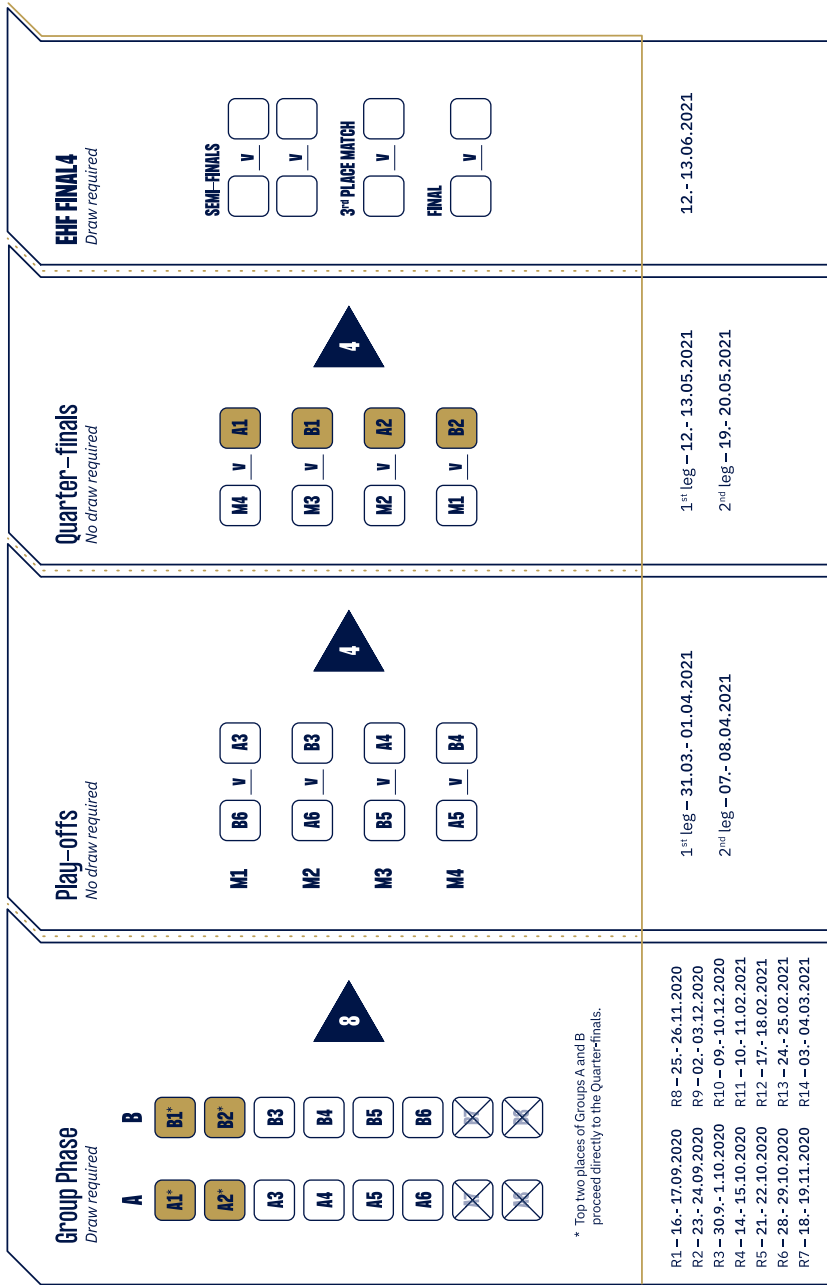 Group Phase
Draw required
A B
A1* B1*
A2* B2*
A3 B3
A4 B4
A5 B5
A6 B6
A7 B7
A8 B8
8
* Top two places of Groups A and B
proceed directly to the Quarter-finals.
R1 – 16.- 17.09.2020 R8 – 25.- 26.11.2020
R2 – 23.- 24.09.2020 R9 – 02.- 03.12.2020
R3 – 30.9.- 1.10.2020 R10 – 09.- 10.12.2020
R4 – 14.- 15.10.2020 R11 – 10.- 11.02.2021
R5 – 21.- 22.10.2020 R12 – 17.- 18.02.2021
R6 – 28.- 29.10.2020 R13 – 24.- 25.02.2021
R7 – 18.- 19.11.2020 R14 – 03.- 04.03.2021
Play-offs
No draw required
M1 B6 v A3
M2 A6 v B3
M3 B5 v A4
M4 A5 v B4
4
1st leg – 31.03.- 01.04.2021
2nd leg – 07.- 08.04.2021
Quarter-finals
No draw required
M4 v A1
M3 v B1
M2 v A2
M1 v B2
4
1st leg – 12.- 13.05.2021
2nd leg – 19.- 20.05.2021
EHF FINAL4
Draw required
SEMI-FINALS
v
v
3rd PLACE MATCH
v
FINAL
v
12.- 13.06.2021